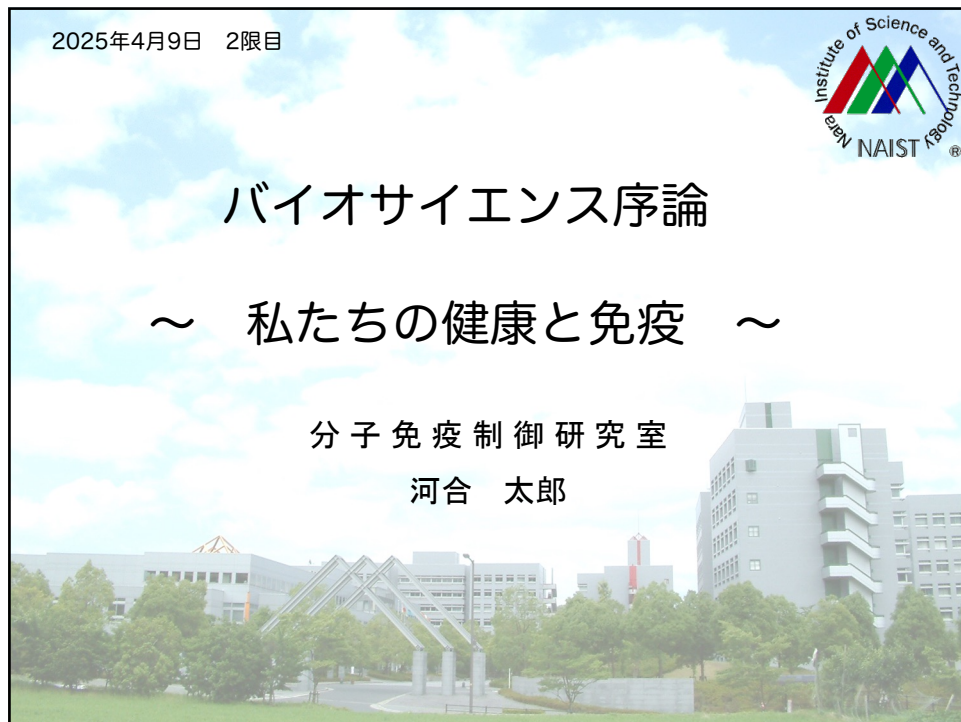 2025年4月9日　2限目
Nara Institute of Science and Technology
NAIST ®
バイオサイエンス序論
～　私たちの健康と免疫　～
分子免疫制御研究室
河合　太郎